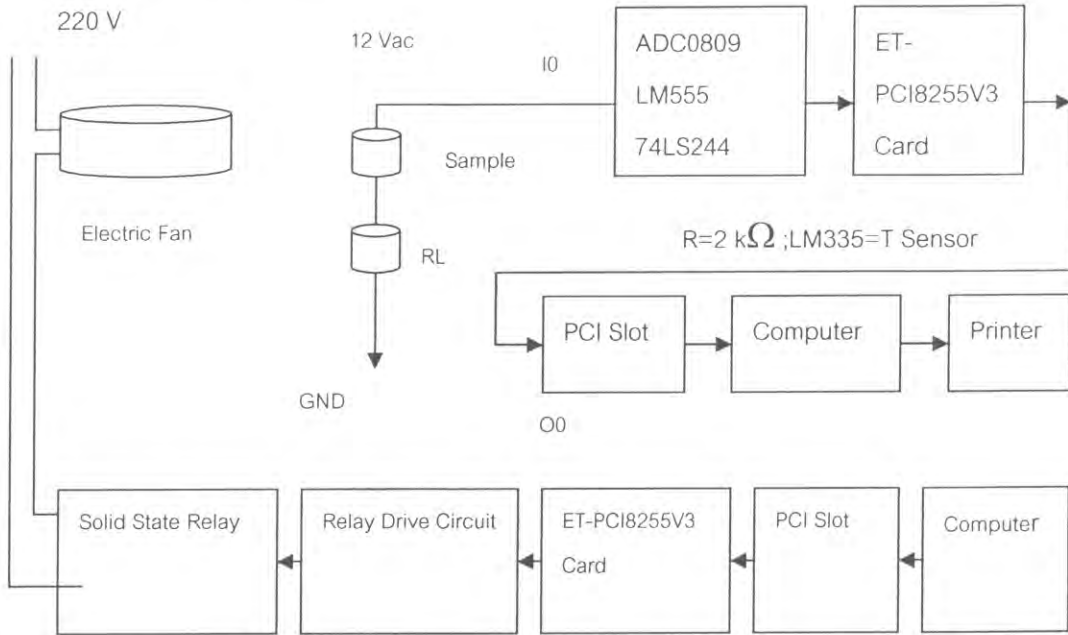 220 V
12 Vac
I0
ADC0809
LM555
74LS244
ET-
PCI8255V3
Card
Sample
Electric Fan
RL
R=2 kΩ ;LM335=T Sensor
PCI Slot
Computer
Printer
GND
O0
Solid State Relay
Relay Drive Circuit
ET-PCI8255V3
Card
PCI Slot
Computer